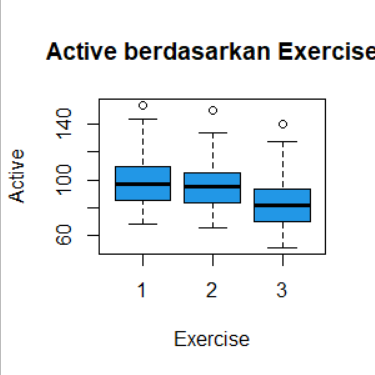 Active berdasarkan Exercise
140
100
60
Active
1 2 3
Exercise